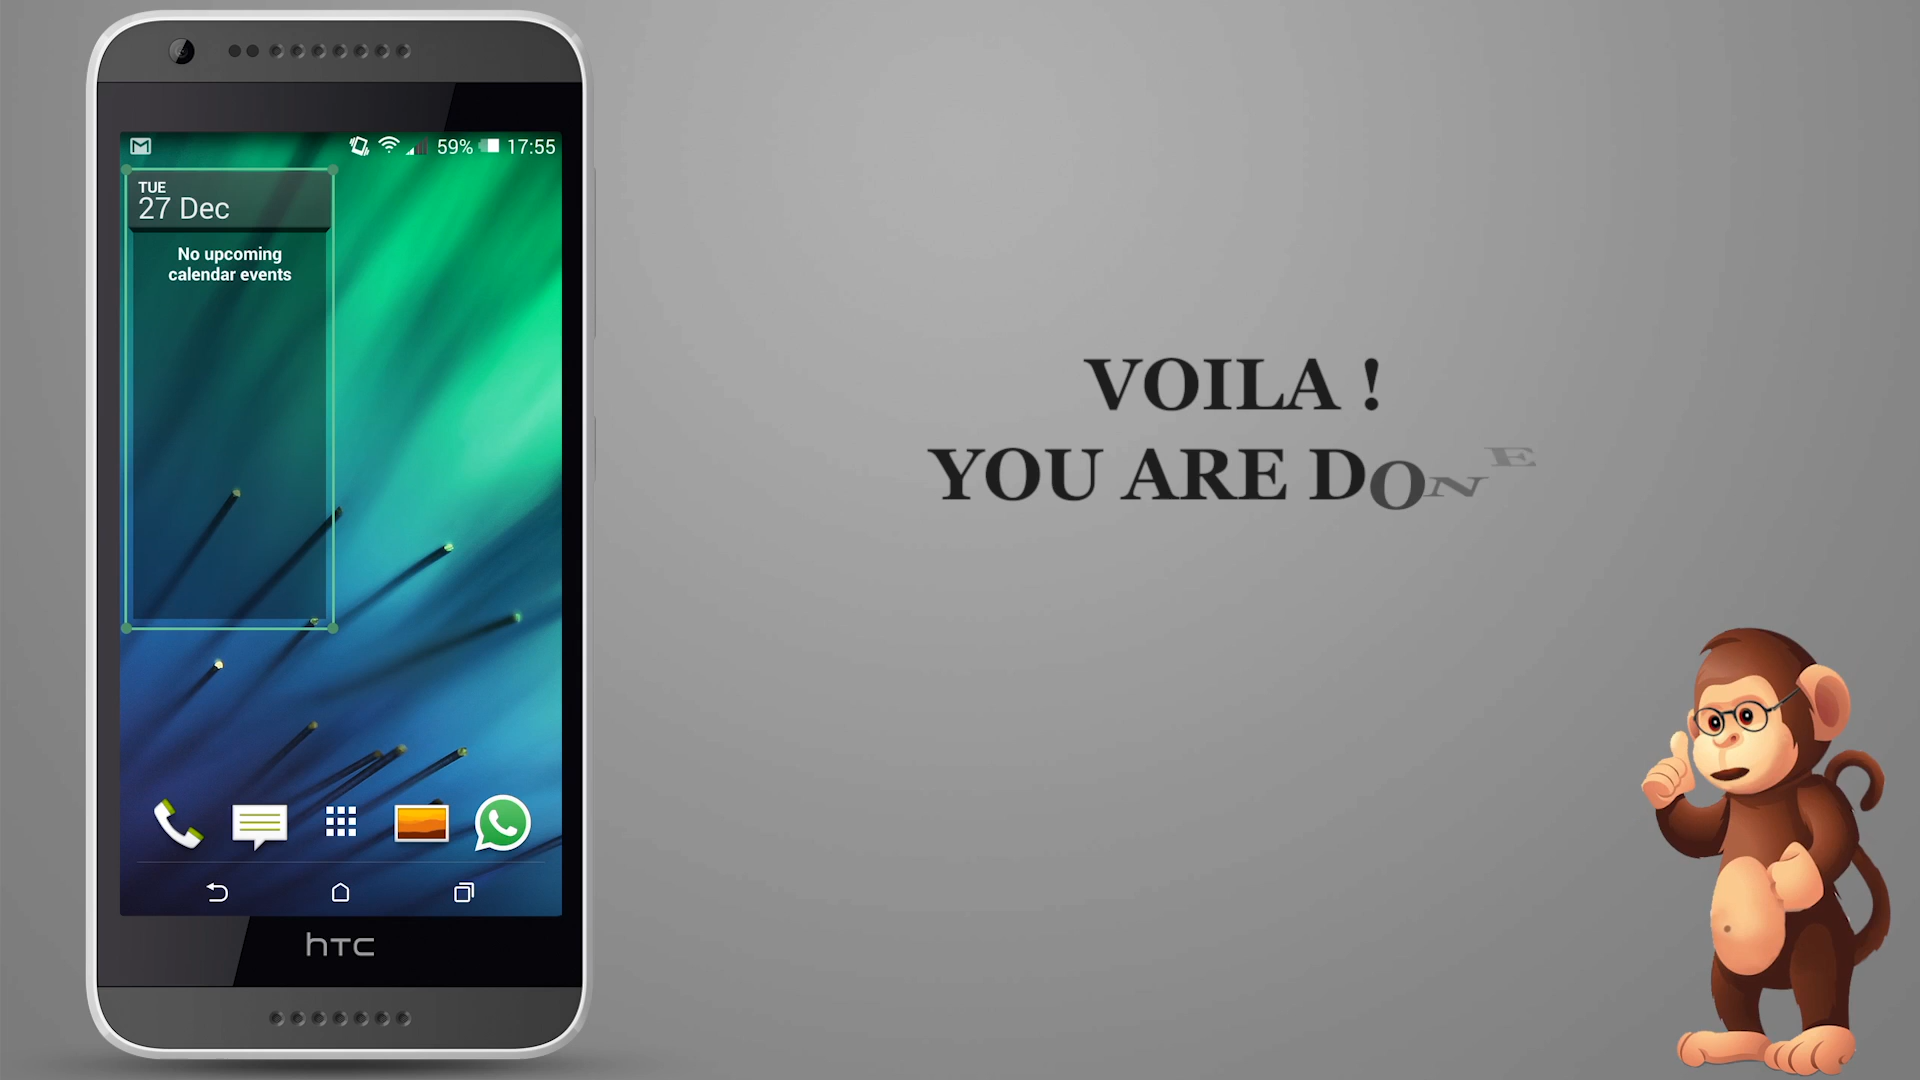 59% 17:55
TUE
27 Dec
No upcoming
calendar events
hTC
VOILA !
YOU ARE DONE